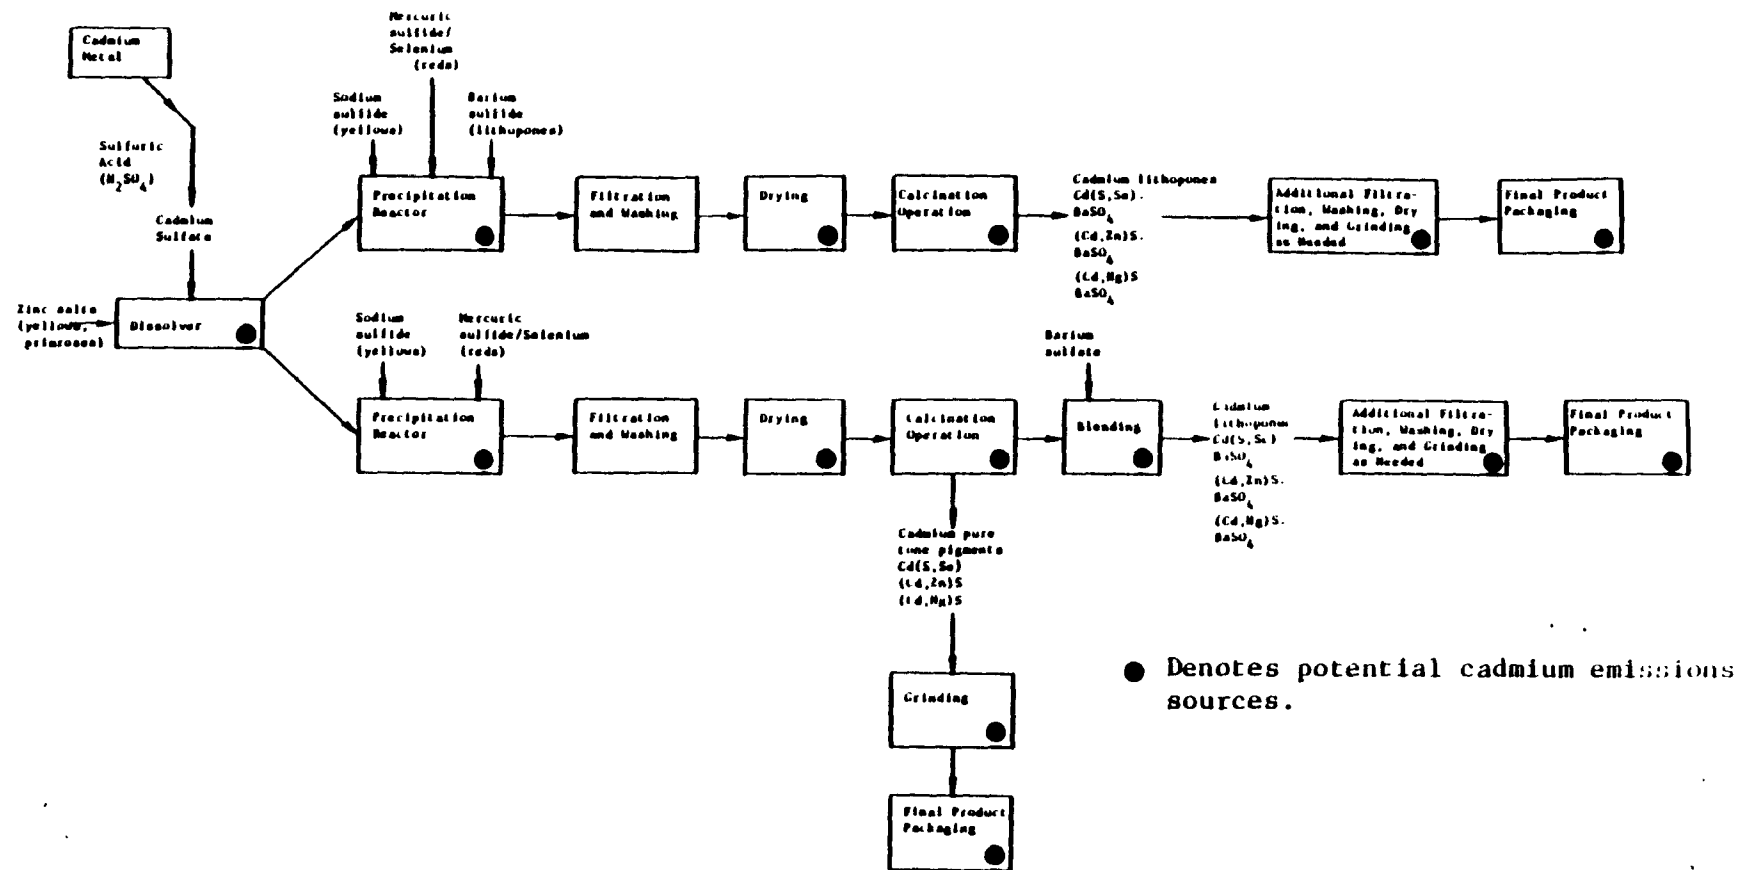 Cadmium
Metal
Sulfuric
Acid
(H2SO4)
Cadmium
Sulfate
Zinc salts
(yellows,
primroses)
Dissolver
Mercuric
sulfide/
Selenium
(reds)
Sodium
sulfide
(yellows)
Barium
sulfide
(lithopones)
Precipitation
Reactor
Filtration
and Washing
Drying
Calcination
Operation
Cadmium lithopones
Cd(S,Se).
BaSO4
(Cd,Zn)S.
BaSO4
(Cd,Hg)S
BaSO4
Additional Filtra-
tion, Washing, Dry
ing, and Grinding
as Needed
Final Product
Packaging
Sodium
sulfide
(yellows)
Mercuric
sulfide/Selenium
(reds)
Precipitation
Reactor
Filtration
and Washing
Drying
Calcination
Operation
Barium
sulfate
Blending
Cadmium
lithopones
Cd(S,Se)
BaSO4
(Cd,Zn)S.
BaSO4
(Cd,Hg)S.
BaSO4
Additional Filtra-
tion, Washing, Dry
ing, and Grinding
as Needed
Final Product
Packaging
Cadmium pure
tone pigments
Cd(S,Se)
(Cd,Zn)S
(Cd,Hg)S
Grinding
Final Product
Packaging
Denotes potential cadmium emissions
sources.